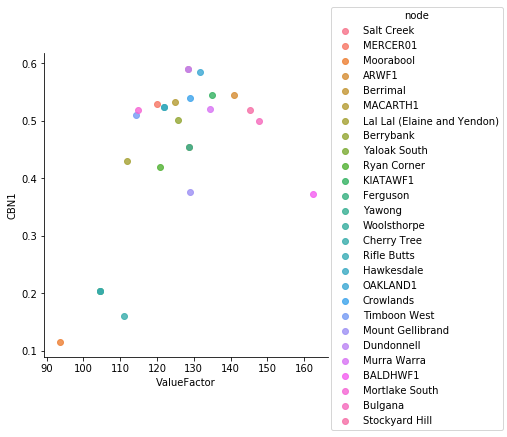 node
Salt Creek
MERCER01
Moorabool
ARWF1
Berrimal
MACARTH1
Lal Lal (Elaine and Yendon)
Berrybank
Yaloak South
Ryan Corner
KIATAWF1
Ferguson
Yawong
Woolsthorpe
Cherry Tree
Rifle Butts
Hawkesdale
OAKLAND1
Crowlands
Timboon West
Mount Gellibrand
Dundonnell
Murra Warra
BALDHWF1
Mortlake South
Bulgana
Stockyard Hill
0.6
0.5
0.4
0.3
0.2
0.1
CBN1
90 100 110 120 130 140 150 160
ValueFactor